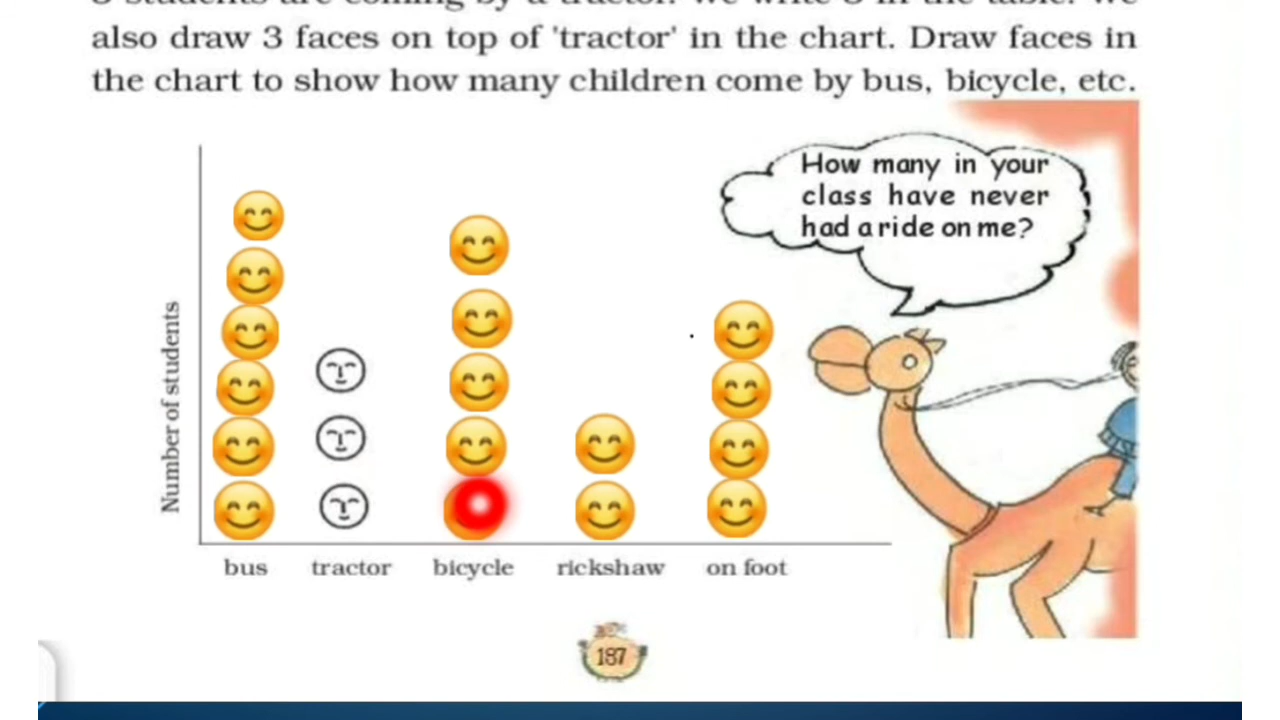 also draw 3 faces on top of 'tractor' in the chart. Draw faces in
the chart to show how many children come by bus, bicycle, etc.
How many in your
class have never
had a ride on me?
Number of students
bus tractor bicycle rickshaw on foot
187